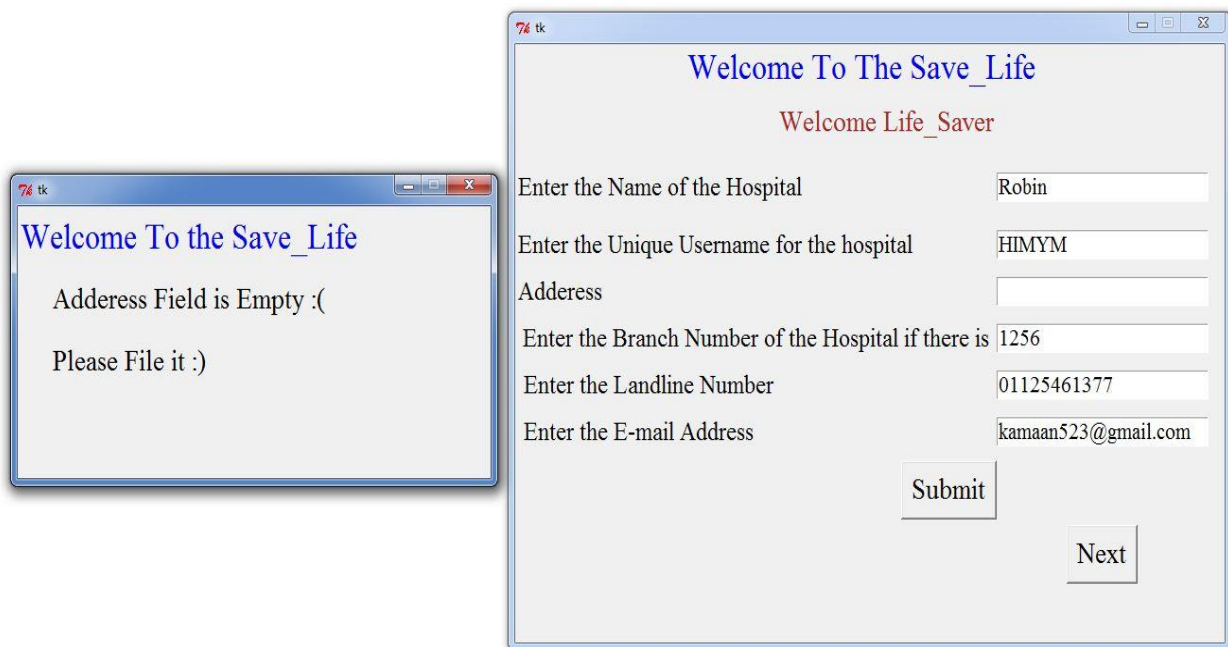 tk
Welcome To the Save_Life
Adderess Field is Empty :(
Please File it :)
tk
Welcome To The Save_Life
Welcome Life_Saver
Enter the Name of the Hospital Robin
Enter the Unique Username for the hospital HIMYM
Adderess
Enter the Branch Number of the Hospital if there is 1256
Enter the Landline Number 01125461377
Enter the E-mail Address kamaan523@gmail.com
Submit
Next